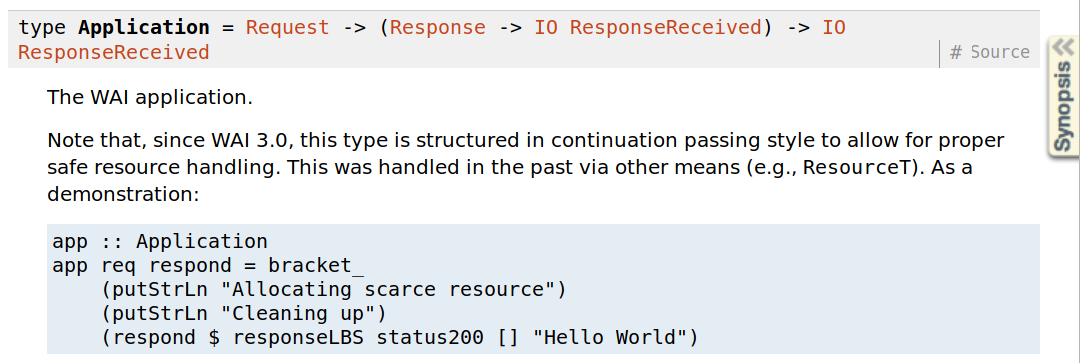 type Application = Request -> (Response -> IO ResponseReceived) -> IO
ResponseReceived
# Source
Synopsis
The WAI application.
Note that, since WAI 3.0, this type is structured in continuation passing style to allow for proper
safe resource handling. This was handled in the past via other means (e.g., ResourceT). As a
demonstration:
app :: Application
app req respond = bracket_
    (putStrLn "Allocating scarce resource")
    (putStrLn "Cleaning up")
    (respond $ responseLBS status200 [] "Hello World")